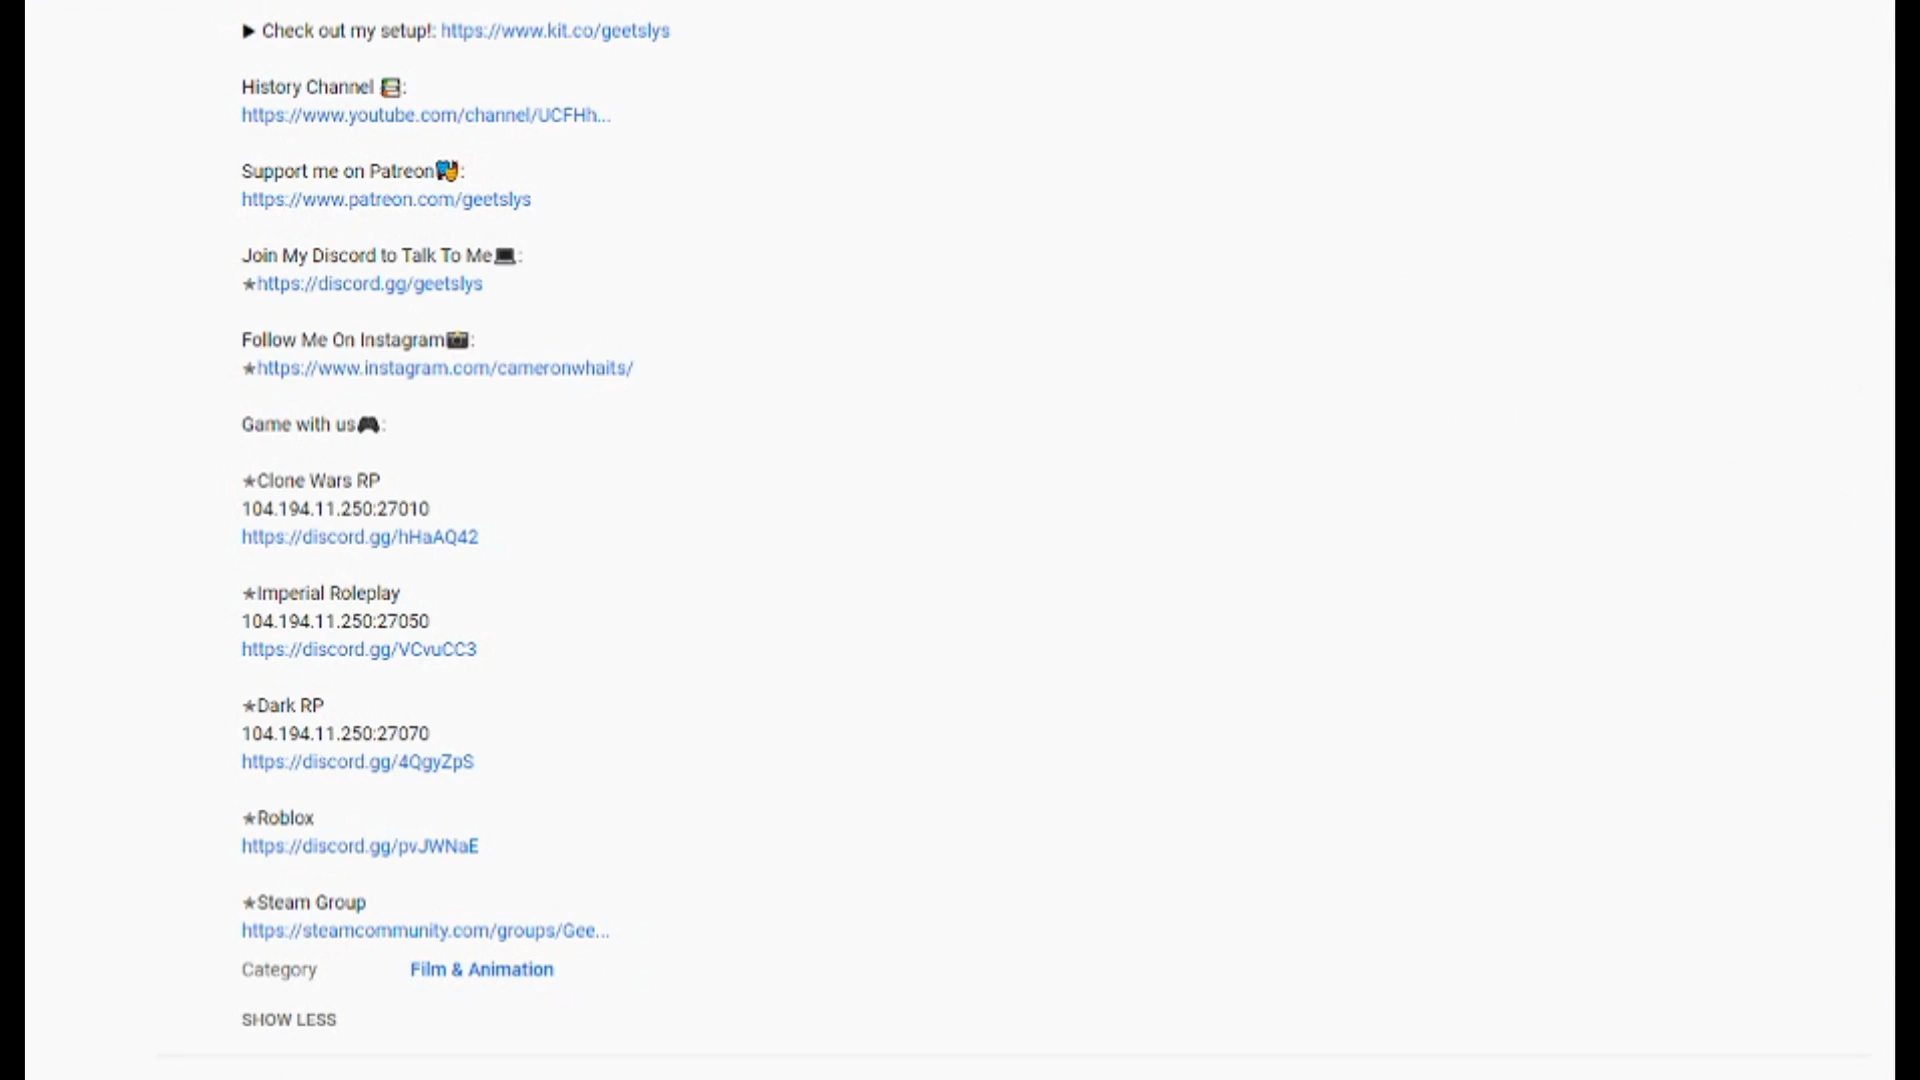 ▶ Check out my setup!: https://www.kit.co/geetslys
History Channel 📚:
https://www.youtube.com/channel/UCFHh...
Support me on Patreon🎭:
https://www.patreon.com/geetslys
Join My Discord to Talk To Me💻:
★https://discord.gg/geetslys
Follow Me On Instagram📸:
★https://www.instagram.com/cameronwhaits/
Game with us🎮:
★Clone Wars RP
104.194.11.250:27010
https://discord.gg/hHaAQ42
★Imperial Roleplay
104.194.11.250:27050
https://discord.gg/VCvuCC3
★Dark RP
104.194.11.250:27070
https://discord.gg/4QgyZpS
★Roblox
https://discord.gg/pvJWNaE
★Steam Group
https://steamcommunity.com/groups/Gee...
Category Film & Animation
SHOW LESS